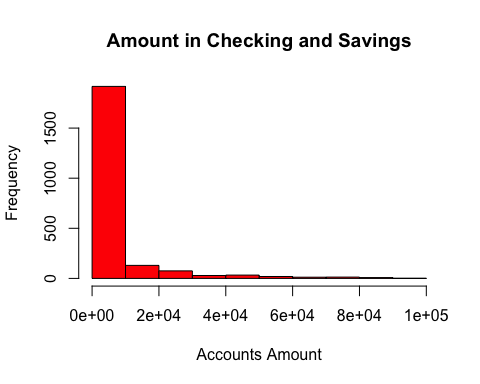 Amount in Checking and Savings
Frequency
1500
1000
500
0
0e+00 2e+04 4e+04 6e+04 8e+04 1e+05
Accounts Amount